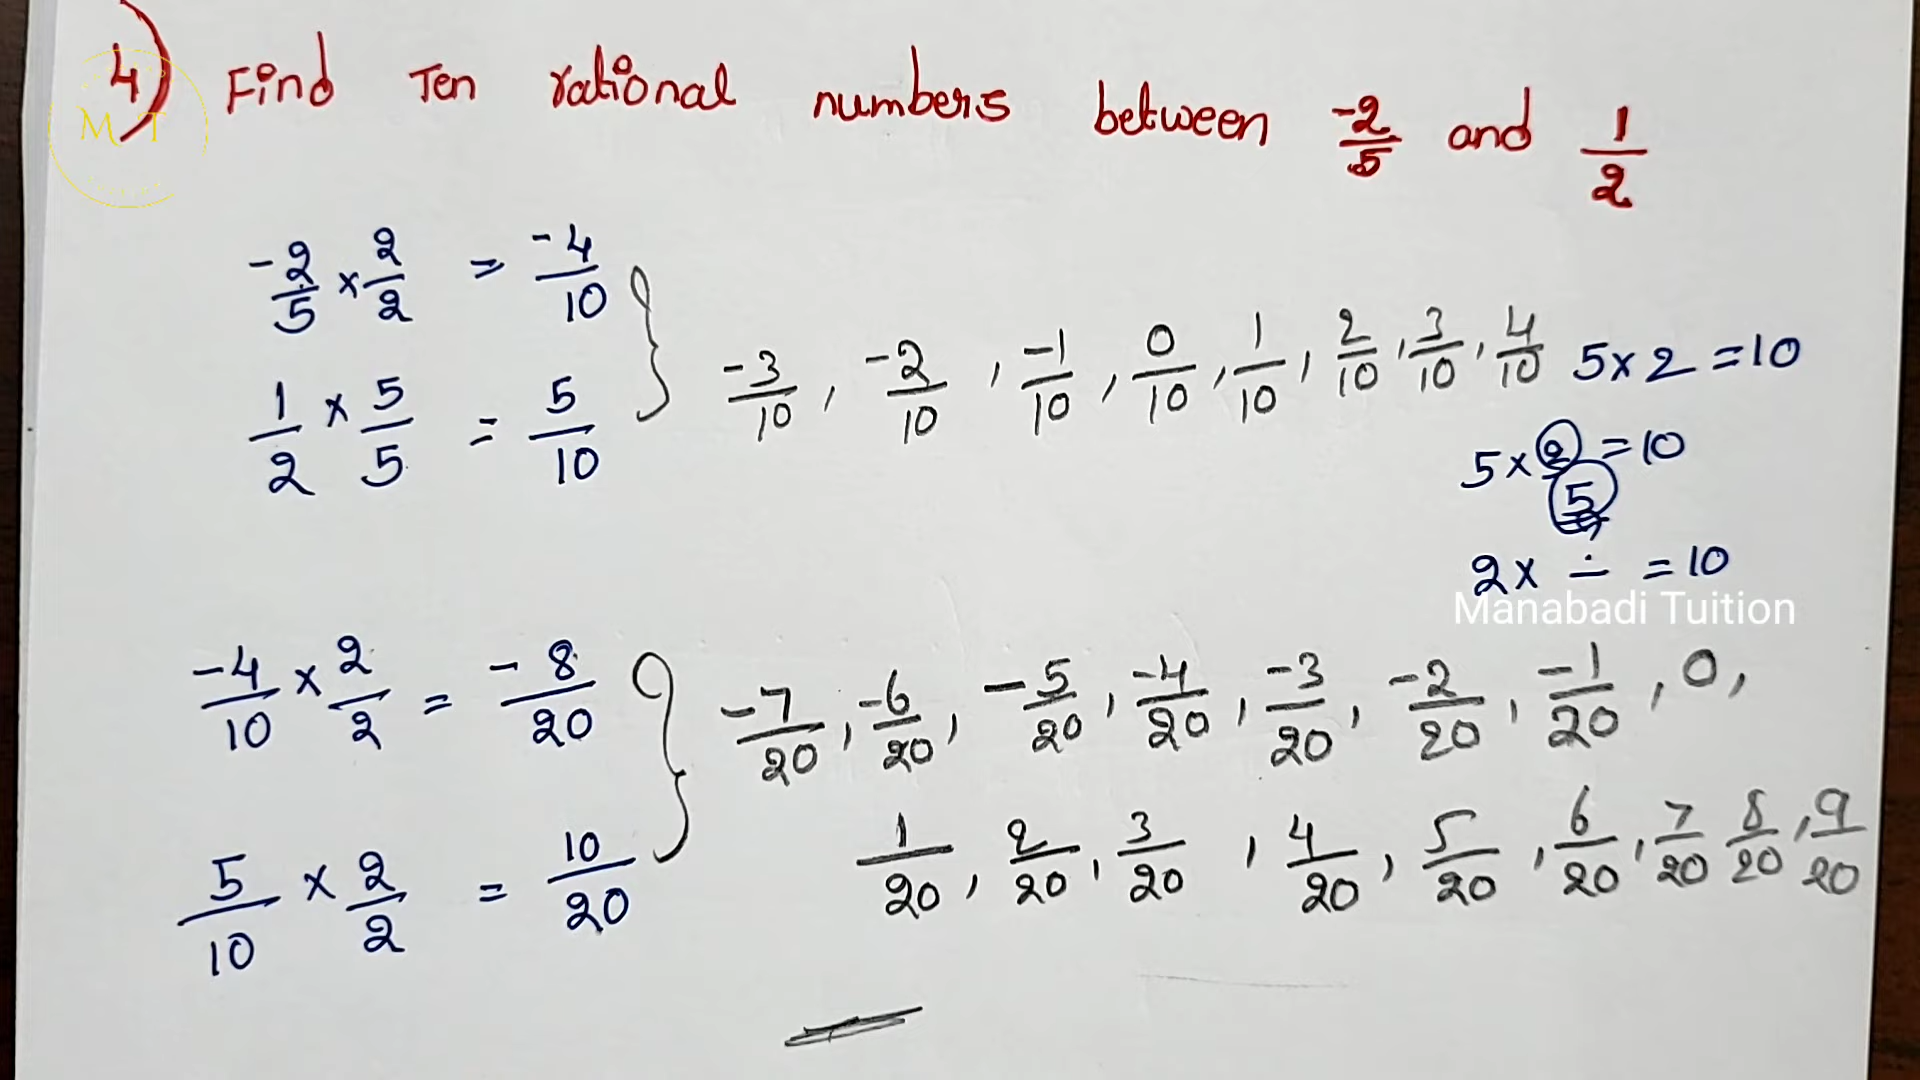 4) Find Ten rational numbers between -2/5 and 1/2
M T
-2/5 × 2/2 = -4/10
1/2 × 5/5 = 5/10
-3/10, -2/10, -1/10, 0/10, 1/10, 2/10, 3/10, 4/10
5×2=10
5×2=10
5
2× ÷ =10
Manabadi Tuition
-4/10 × 2/2 = -8/20
-7/20, -6/20, -5/20, -4/20, -3/20, -2/20, -1/20, 0,
5/10 × 2/2 = 10/20
1/20, 2/20, 3/20, 4/20, 5/20, 6/20, 7/20 8/20, 9/20